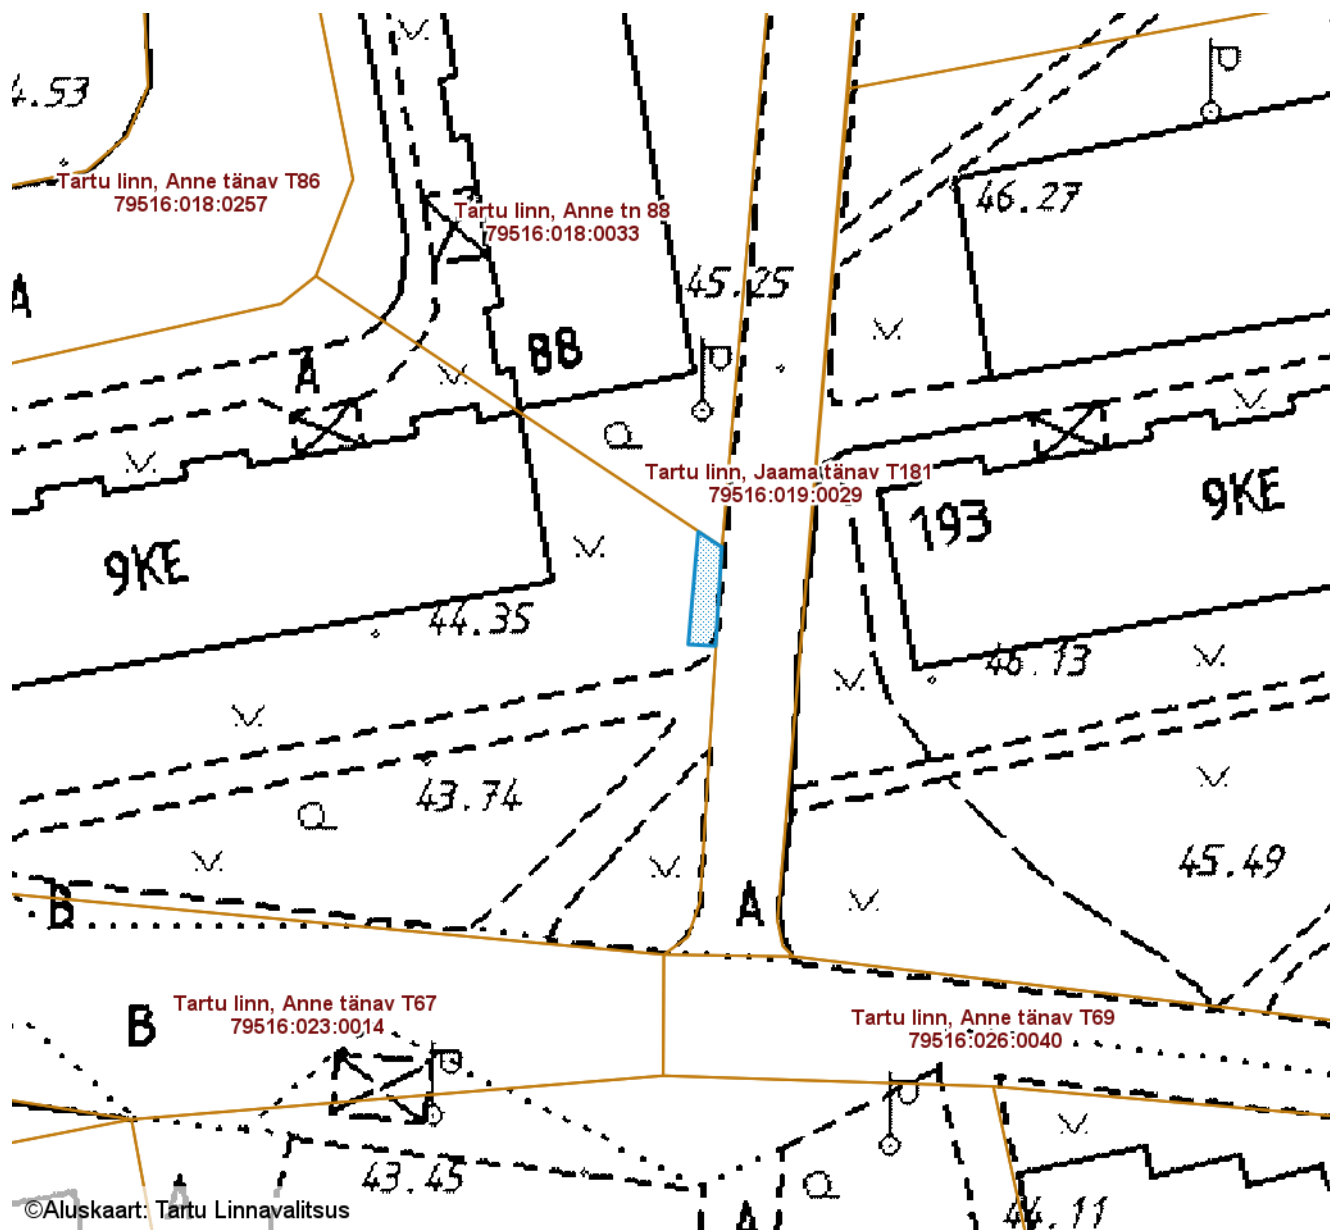 4.53
Tartu linn, Anne tänav T86
79516:018:0257
Tartu linn, Anne tn 88
79516:018:0033
46.27
45.25
A
88
A
Tartu linn, Jaama tänav T181
79516:019:0029
193
9KE
9KE
44.35
46.13
43.74
45.49
B
A
Tartu linn, Anne tänav T67
79516:023:0014
B
Tartu linn, Anne tänav T69
79516:026:0040
43.45
A
A
44.11
©Aluskaart: Tartu Linnavalitsus